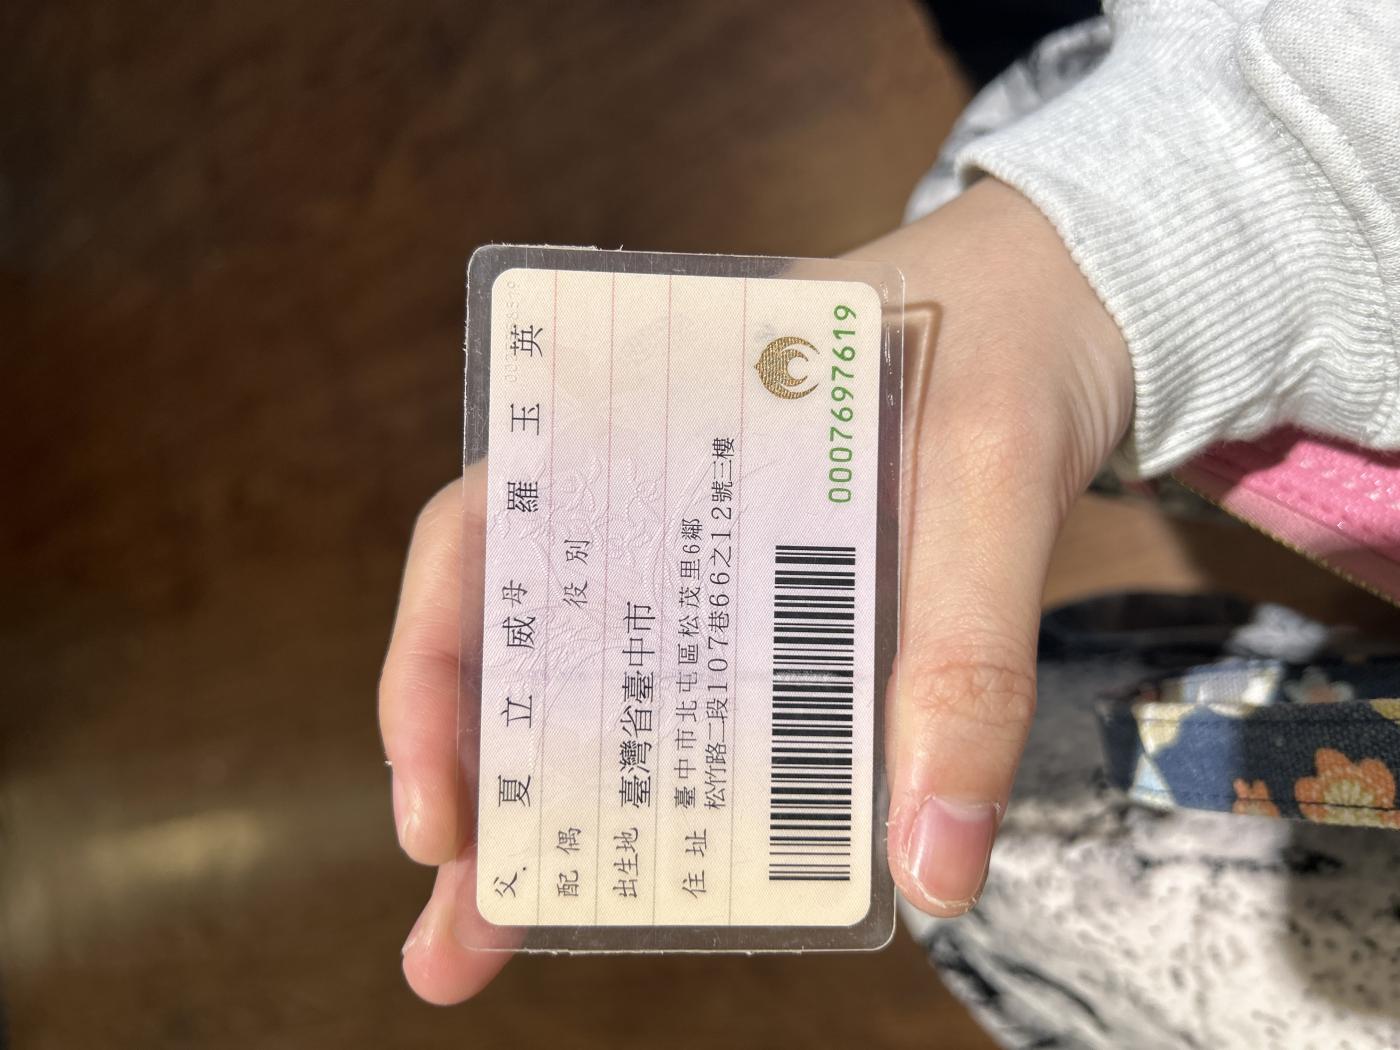 父 夏立威 母 羅玉英
配偶 役別
出生地 臺灣省臺中市
住址 臺中市北屯區松茂里6鄰
松竹路二段107巷66之12號三樓
0007697619